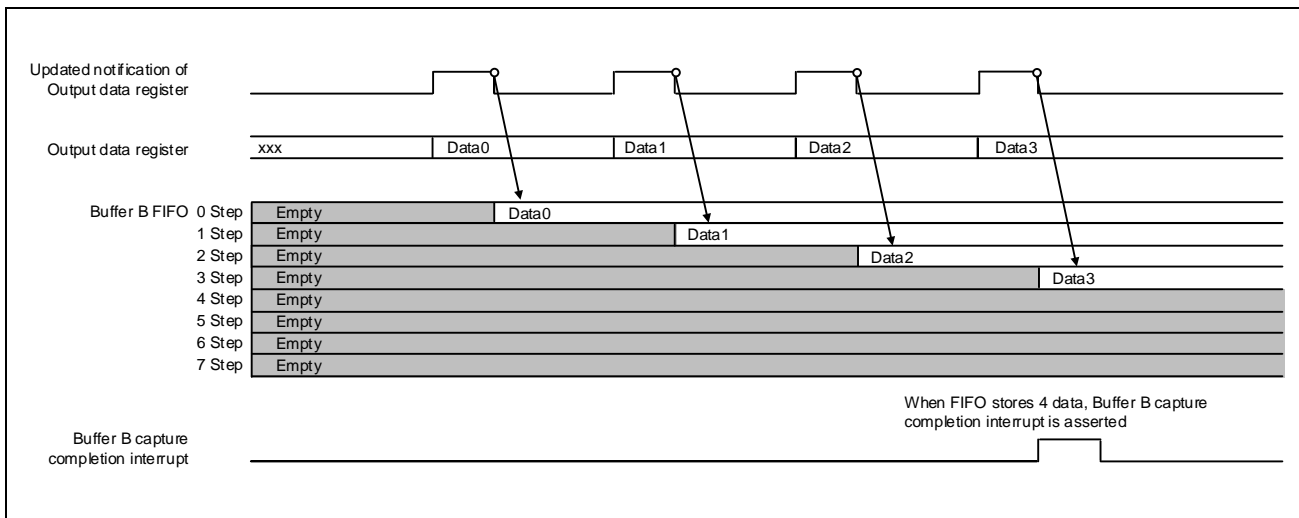 Updated notification of
Output data register
Output data register
xxx
Data0
Data1
Data2
Data3
Buffer B FIFO 0 Step
Empty
Data0
1 Step
Empty
Data1
2 Step
Empty
Data2
3 Step
Empty
Data3
4 Step
Empty
5 Step
Empty
6 Step
Empty
7 Step
Empty
When FIFO stores 4 data, Buffer B capture
completion interrupt is asserted
Buffer B capture
completion interrupt